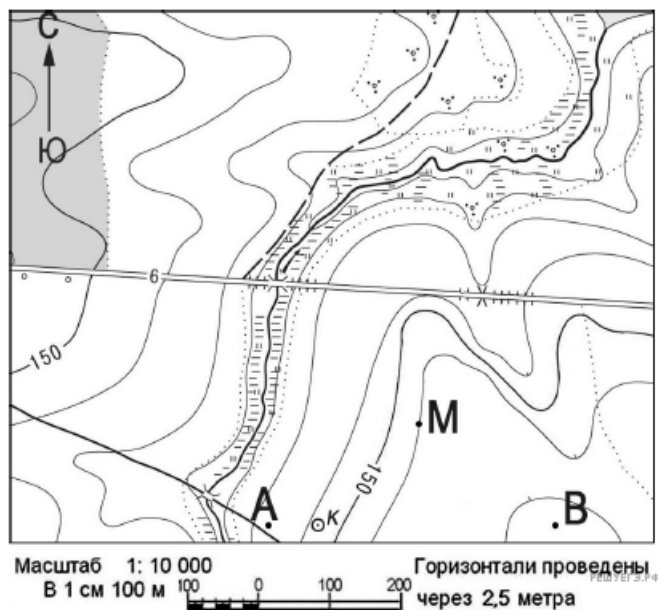 С
Ю
6
150
М
150
А
к
В
Масштаб 1: 10 000
В 1 см 100 м
100 0 100 200
Горизонтали проведены
через 2,5 метра
РЕШУЕГЭ.РФ